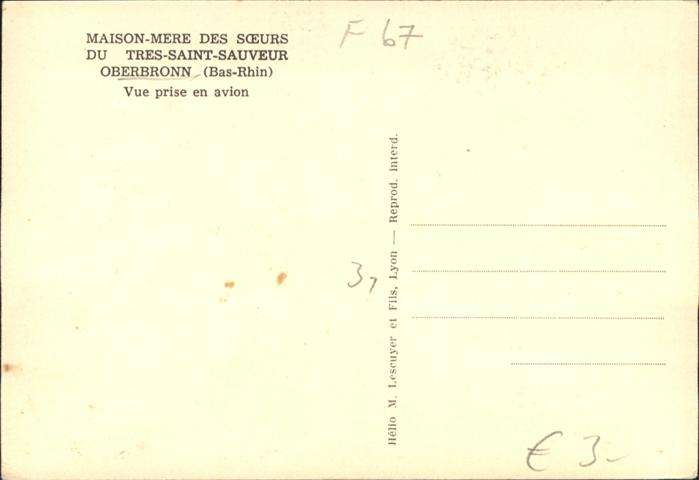 MAISON-MERE DES SŒURS
DU TRES-SAINT-SAUVEUR
OBERBRONN (Bas-Rhin)
Vue prise en avion
F 67
3,
Hélio M. Lescuyer et Fils, Lyon — Reprod. interd.
€ 3-